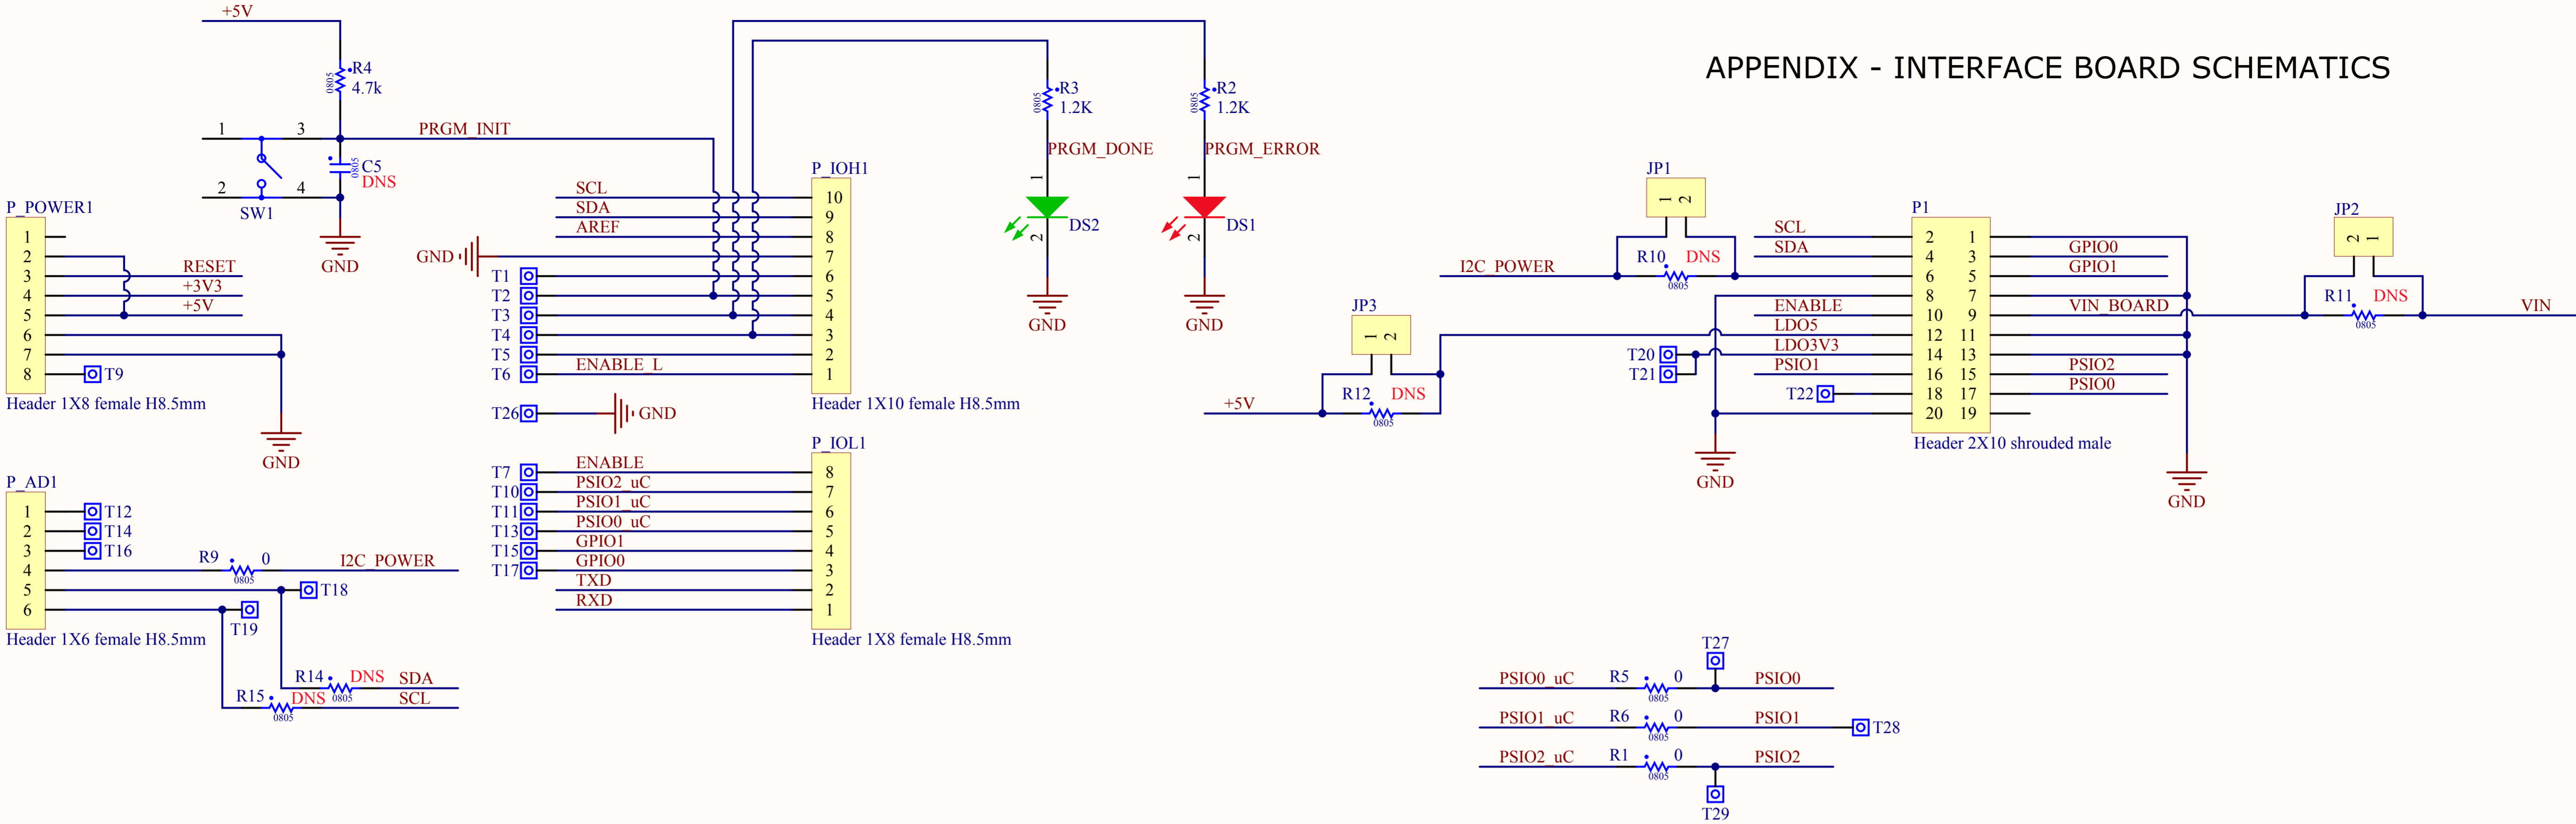 APPENDIX - INTERFACE BOARD SCHEMATICS
+5V
R4
0805
4.7k
1
3
PRGM_INIT
C5
0805
DNS
2
4
SW1
GND
P_POWER1
1
2
3
RESET
4
+3V3
5
+5V
6
7
8
T9
Header 1X8 female H8.5mm
GND
P_AD1
1
T12
2
T14
3
T16
4
R9
0
0805
I2C_POWER
5
T18
6
T19
Header 1X6 female H8.5mm
R14
DNS
0805
SDA
R15
DNS
0805
SCL
P_IOH1
SCL
10
SDA
9
AREF
8
GND
7
T1
6
T2
5
T3
4
T4
3
T5
2
T6
ENABLE_L
1
Header 1X10 female H8.5mm
T26
GND
P_IOL1
T7
ENABLE
8
T10
PSIO2_uC
7
T11
PSIO1_uC
6
T13
PSIO0_uC
5
T15
GPIO1
4
T17
GPIO0
3
TXD
2
RXD
1
Header 1X8 female H8.5mm
R3
0805
1.2K
PRGM_DONE
1
DS2
2
GND
R2
0805
1.2K
PRGM_ERROR
1
DS1
2
GND
JP1
1
2
I2C_POWER
R10
DNS
0805
JP3
1
2
+5V
R12
DNS
0805
P1
SCL
2
1
SDA
4
3
GPIO0
6
5
GPIO1
8
7
ENABLE
10
9
VIN_BOARD
LDO5
12
11
T20
LDO3V3
14
13
T21
PSIO1
16
15
PSIO2
T22
18
17
PSIO0
20
19
Header 2X10 shrouded male
GND
GND
JP2
2
1
R11
DNS
0805
VIN
T27
PSIO0_uC
R5
0
0805
PSIO0
PSIO1_uC
R6
0
0805
PSIO1
T28
PSIO2_uC
R1
0
0805
PSIO2
T29